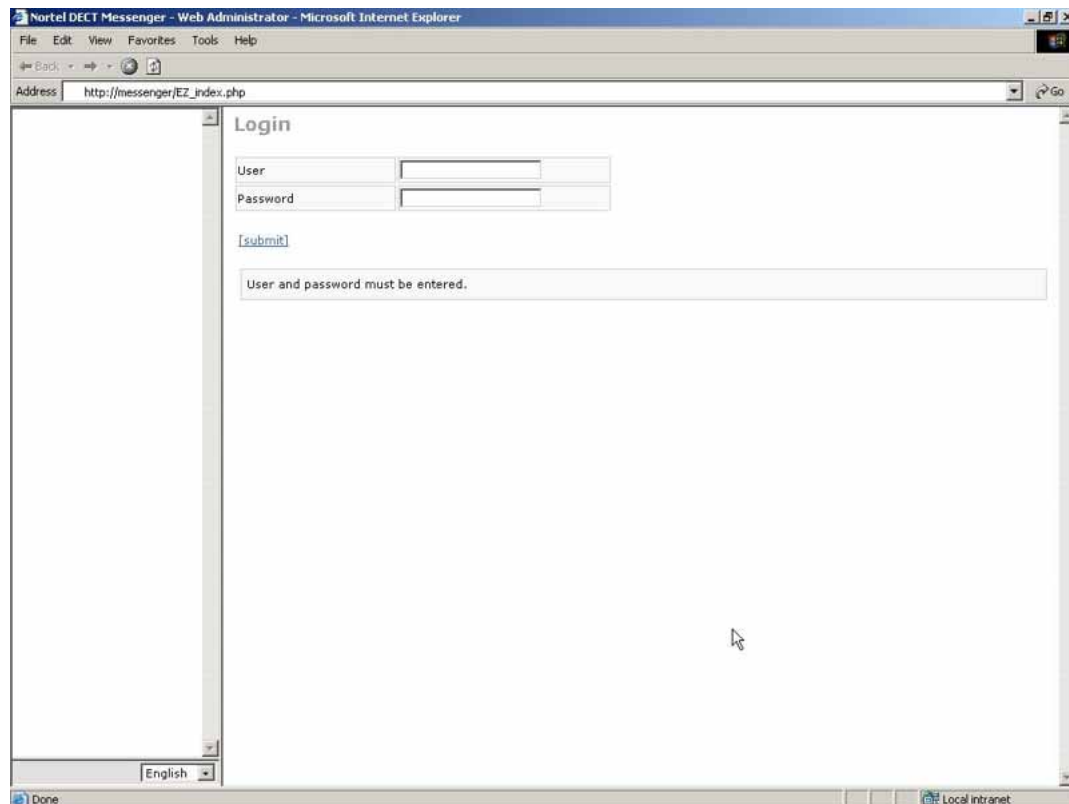 Nortel DECT Messenger - Web Administrator - Microsoft Internet Explorer
File Edit View Favorites Tools Help
Back
Address http://messenger/EZ_index.php Go
Login
User
Password
[submit]
User and password must be entered.
English
Done Local intranet